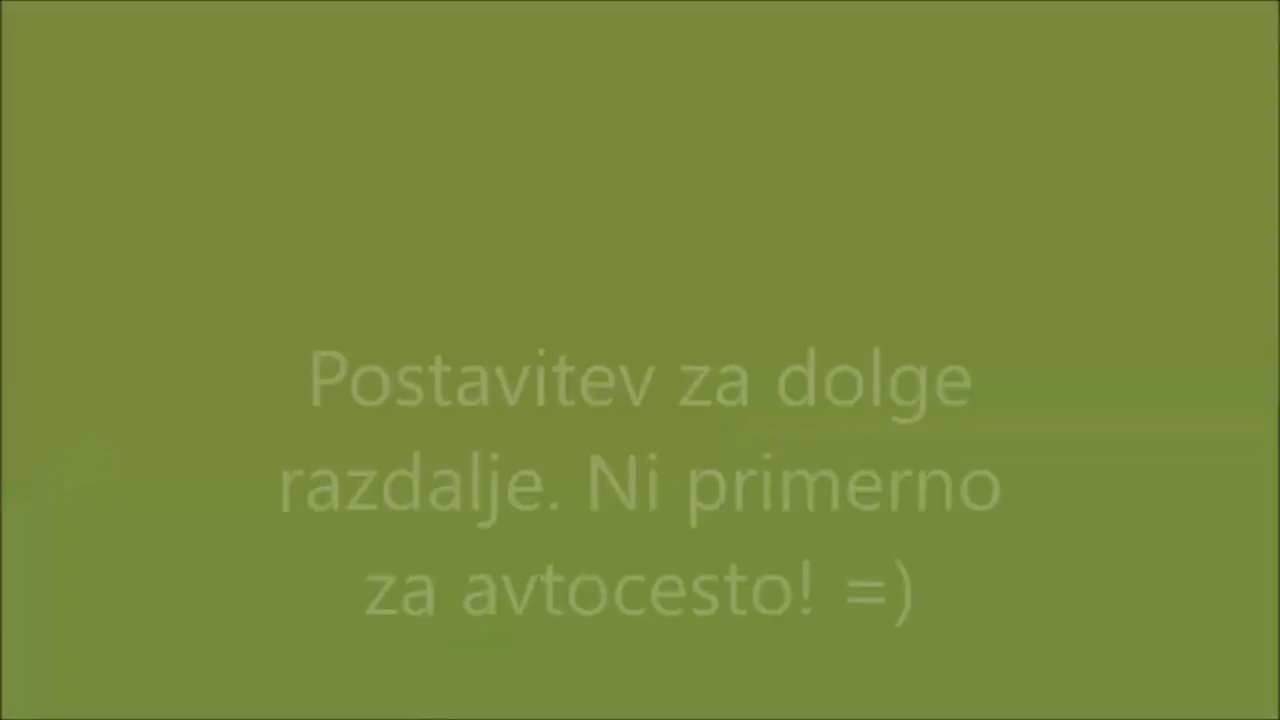 Postavitev za dolge
razdalje. Ni primerno
za avtocesto! =)